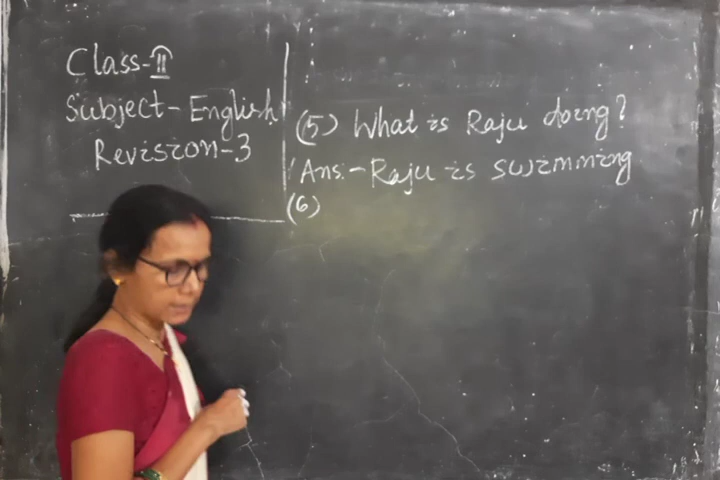 Class-II
Subject-English
Revision-3
(5) What is Raju doing?
Ans:-Raju is swimming
(6)